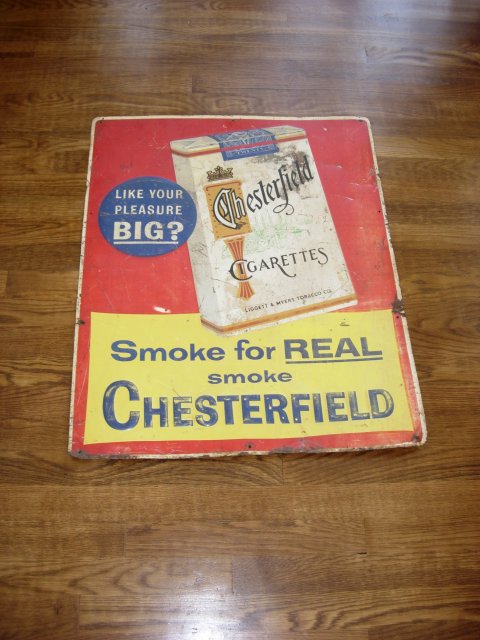 LIKE YOUR
PLEASURE
BIG?
Chesterfield
CIGARETTES
LIGGETT & MYERS TOBACCO CO.
Smoke for REAL
smoke
CHESTERFIELD